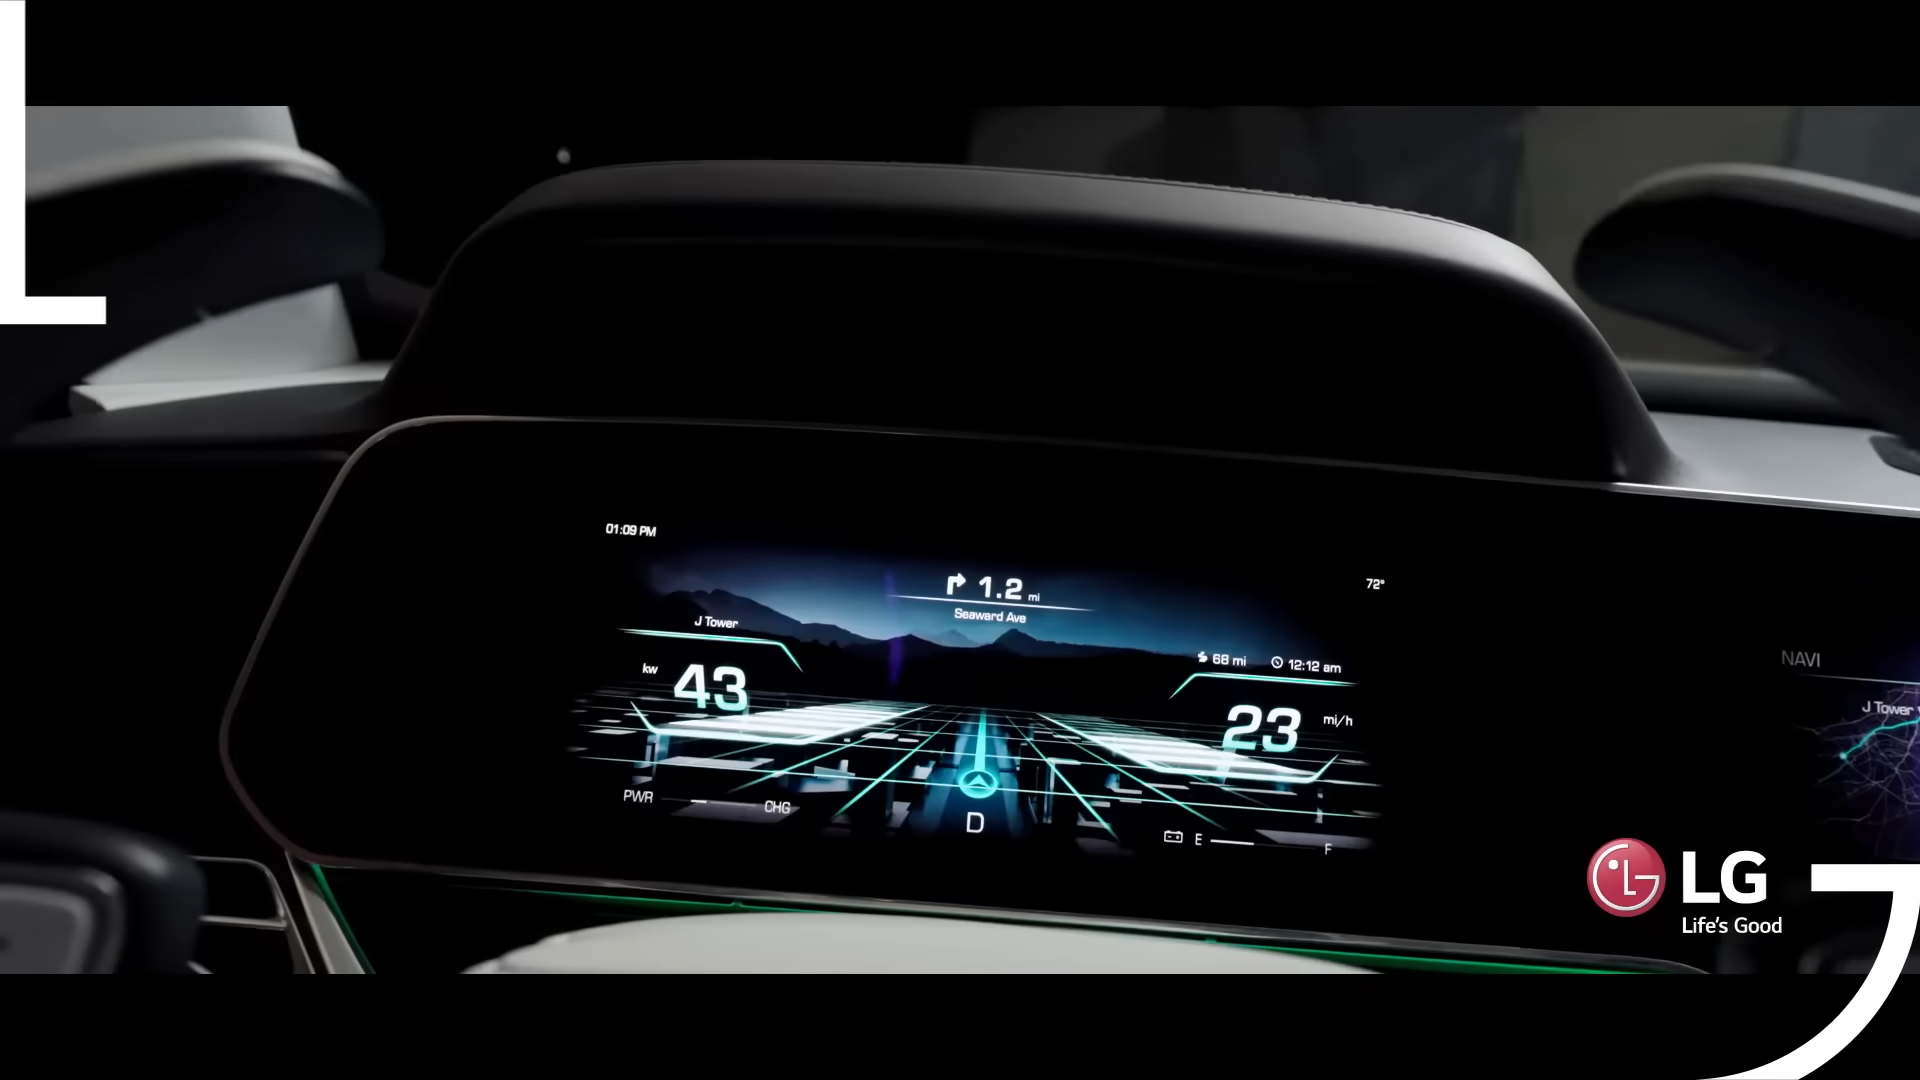 01:09 PM
1.2 mi
Seaward Ave
72°
J Tower
kw 43
68 mi 12:12 am
23 mi/h
PWR CHG
D
E F
NAVI
J Tower
LG
Life's Good